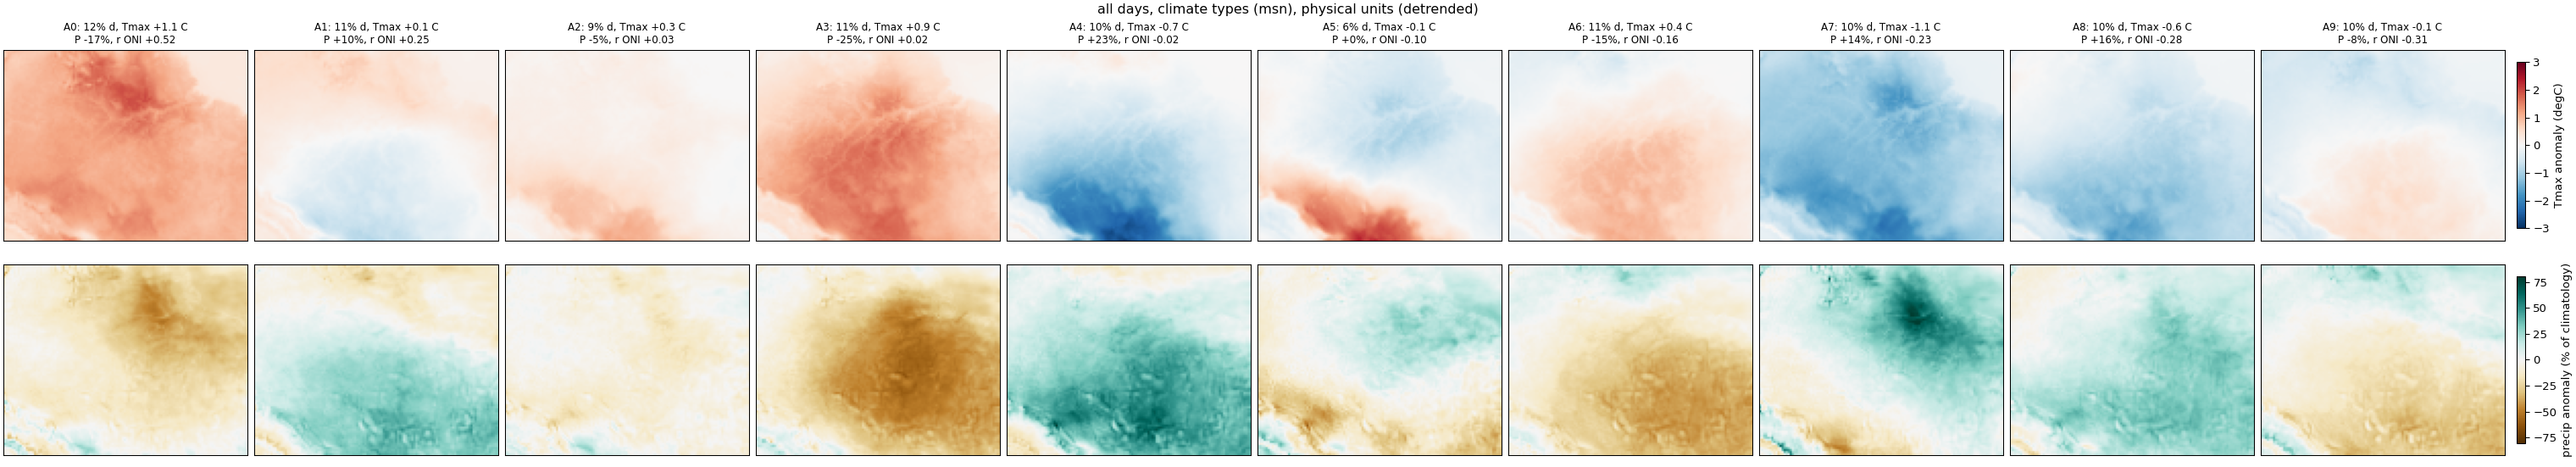 all days, climate types (msn), physical units (detrended)
A0: 12% d, Tmax +1.1 C
P -17%, r ONI +0.52
A1: 11% d, Tmax +0.1 C
P +10%, r ONI +0.25
A2: 9% d, Tmax +0.3 C
P -5%, r ONI +0.03
A3: 11% d, Tmax +0.9 C
P -25%, r ONI +0.02
A4: 10% d, Tmax -0.7 C
P +23%, r ONI -0.02
A5: 6% d, Tmax -0.1 C
P +0%, r ONI -0.10
A6: 11% d, Tmax +0.4 C
P -15%, r ONI -0.16
A7: 10% d, Tmax -1.1 C
P +14%, r ONI -0.23
A8: 10% d, Tmax -0.6 C
P +16%, r ONI -0.28
A9: 10% d, Tmax -0.1 C
P -8%, r ONI -0.31
3
2
1
0
−1
−2
−3
Tmax anomaly (degC)
75
50
25
0
−25
−50
−75
precip anomaly (% of climatology)